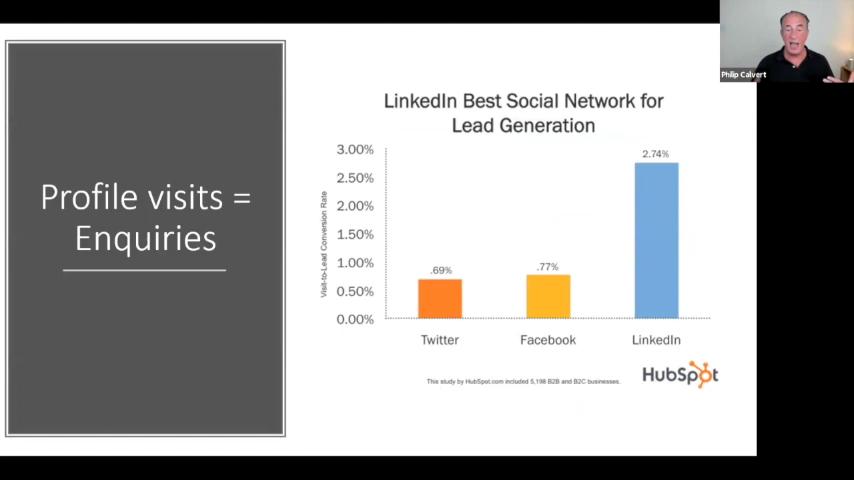 Philip Calvert
Profile visits =
Enquiries
LinkedIn Best Social Network for
Lead Generation
Visit-to-Lead Conversion Rate
3.00%
2.50%
2.00%
1.50%
1.00%
0.50%
0.00%
.69%
.77%
2.74%
Twitter
Facebook
LinkedIn
This study by HubSpot.com included 5,198 B2B and B2C businesses.
HubSpot